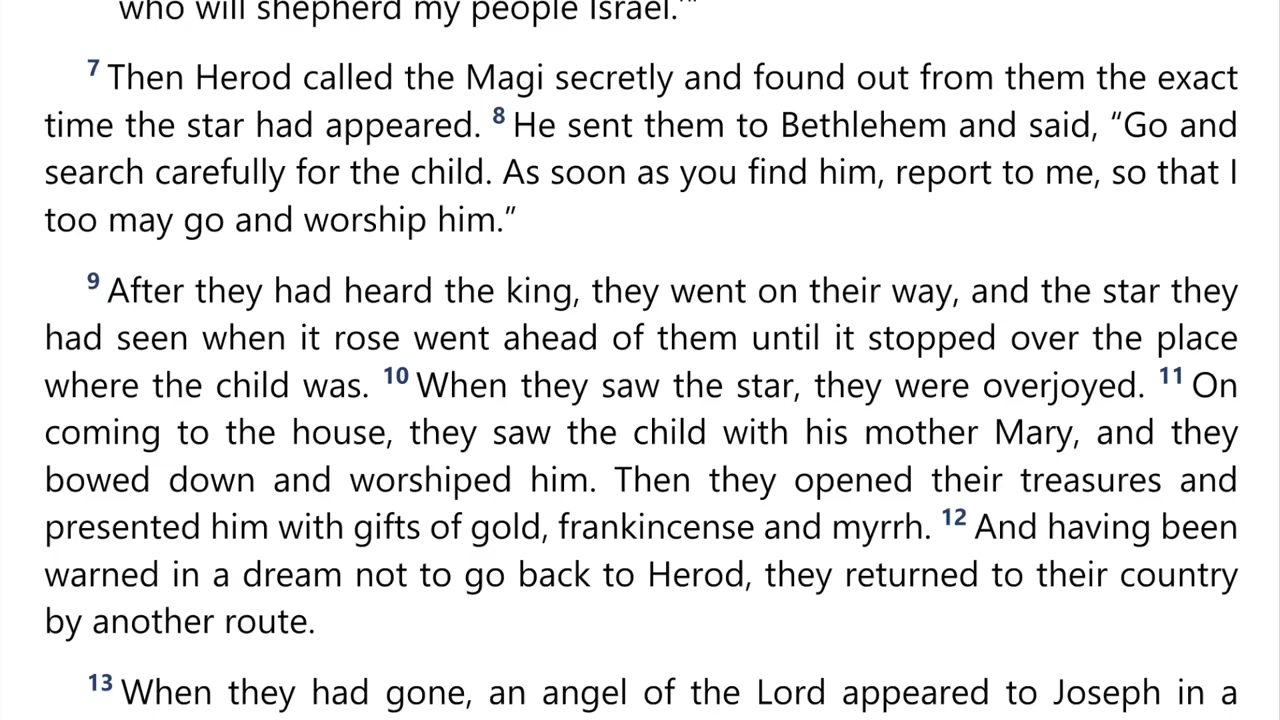 who will shepherd my people Israel.’”
7 Then Herod called the Magi secretly and found out from them the exact
time the star had appeared. 8 He sent them to Bethlehem and said, “Go and
search carefully for the child. As soon as you find him, report to me, so that I
too may go and worship him.”
9 After they had heard the king, they went on their way, and the star they
had seen when it rose went ahead of them until it stopped over the place
where the child was. 10 When they saw the star, they were overjoyed. 11 On
coming to the house, they saw the child with his mother Mary, and they
bowed down and worshiped him. Then they opened their treasures and
presented him with gifts of gold, frankincense and myrrh. 12 And having been
warned in a dream not to go back to Herod, they returned to their country
by another route.
13 When they had gone, an angel of the Lord appeared to Joseph in a